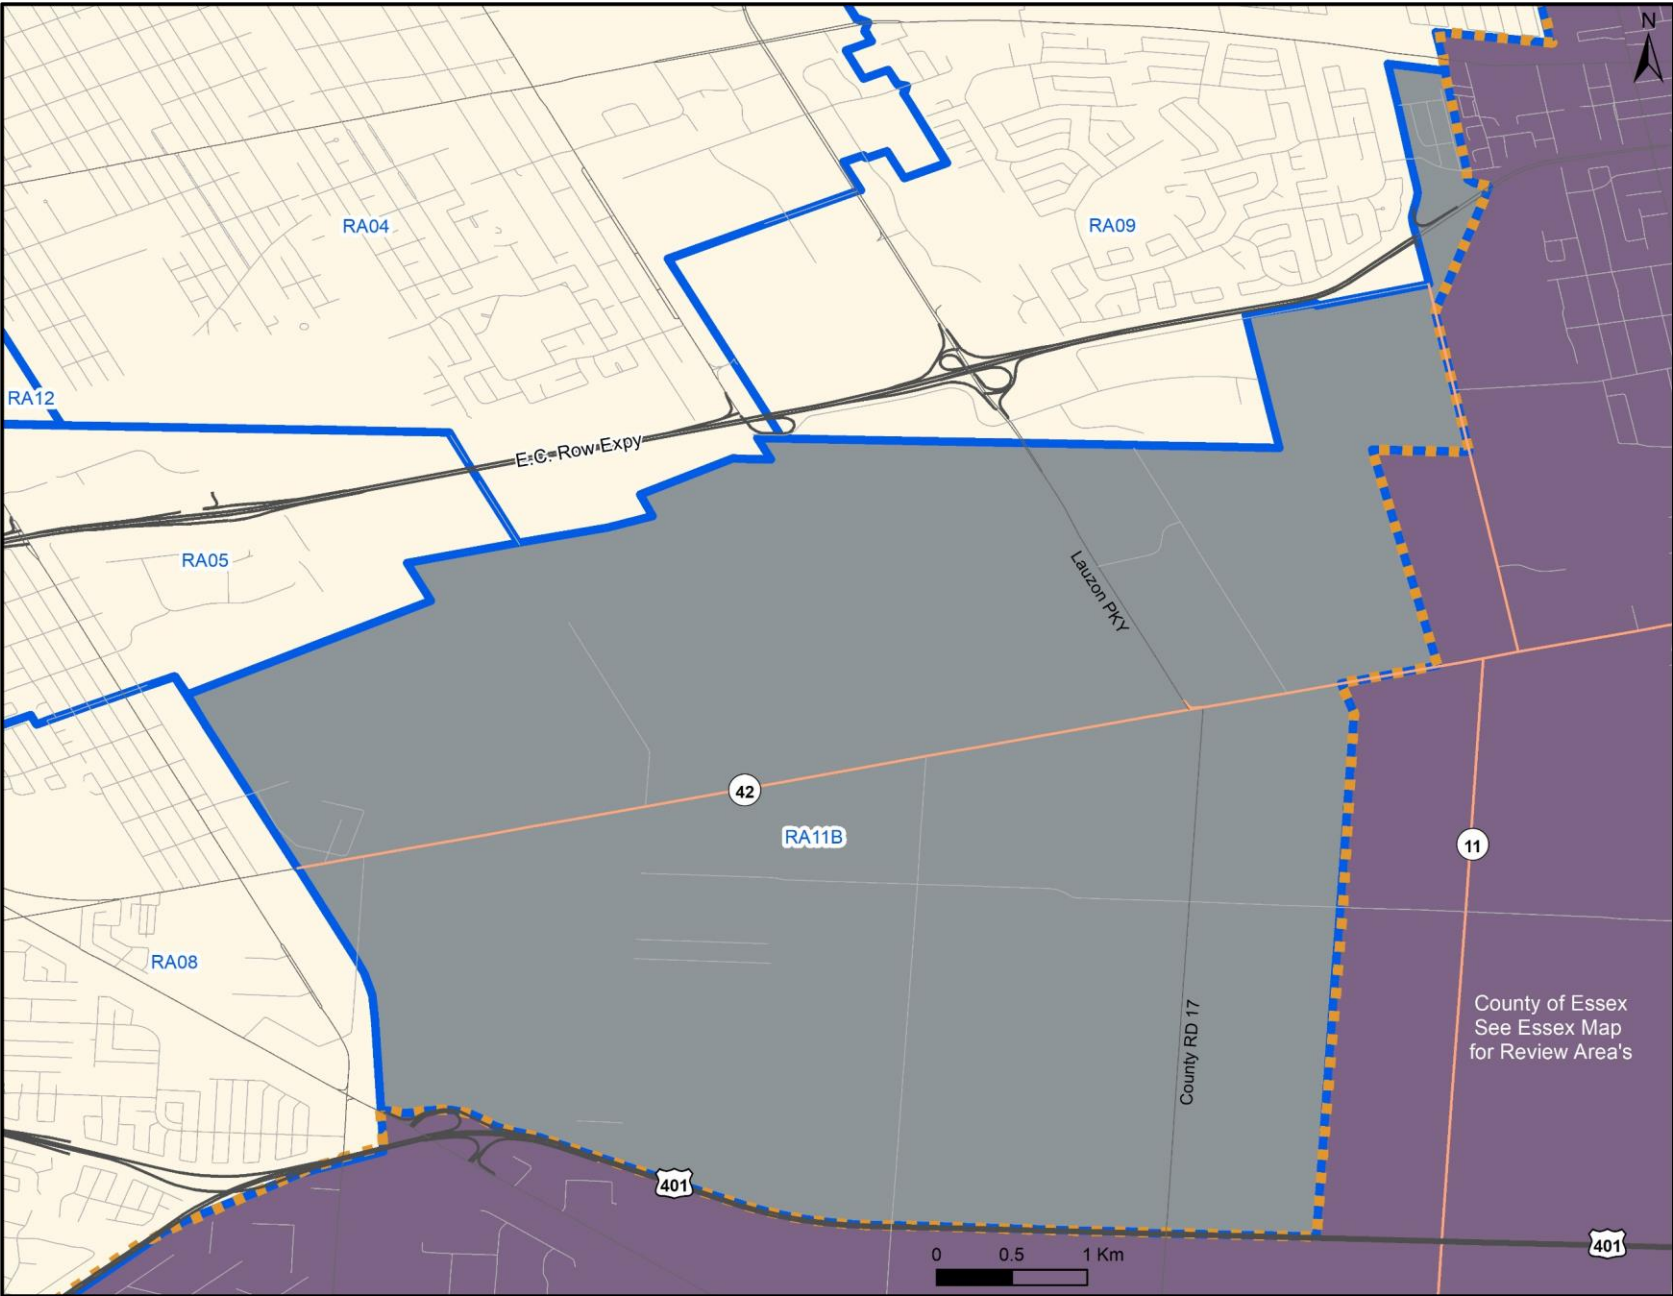 N
RA04
RA09
RA12
E.C. Row Expy
RA05
Lauzon PKY
42
RA11B
11
RA08
County of Essex
See Essex Map
for Review Area's
County RD 17
401
401
0 0.5 1 Km